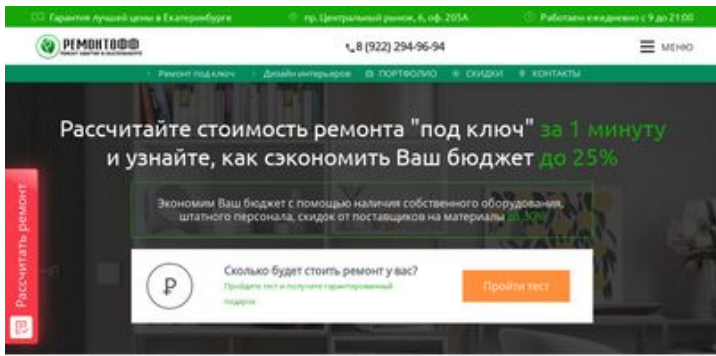 Гарантия лучшей цены в Екатеринбурге
пр. Центральный рынок, 6, оф. 205А
Работаем ежедневно с 9 до 21:00
РЕМОНТОФФ
8 (922) 294-96-94
МЕНЮ
Ремонт под ключ
Дизайн интерьеров
ПОРТФОЛИО
СКИДКИ
КОНТАКТЫ
Рассчитайте стоимость ремонта "под ключ" за 1 минуту
и узнайте, как сэкономить Ваш бюджет до 25%
Экономим Ваш бюджет с помощью наличия собственного оборудования,
штатного персонала, скидок от поставщиков на материалы до 30%
Рассчитать ремонт
Сколько будет стоить ремонт у вас?
Пройдите тест и получите гарантированный
подарок
Пройти тест